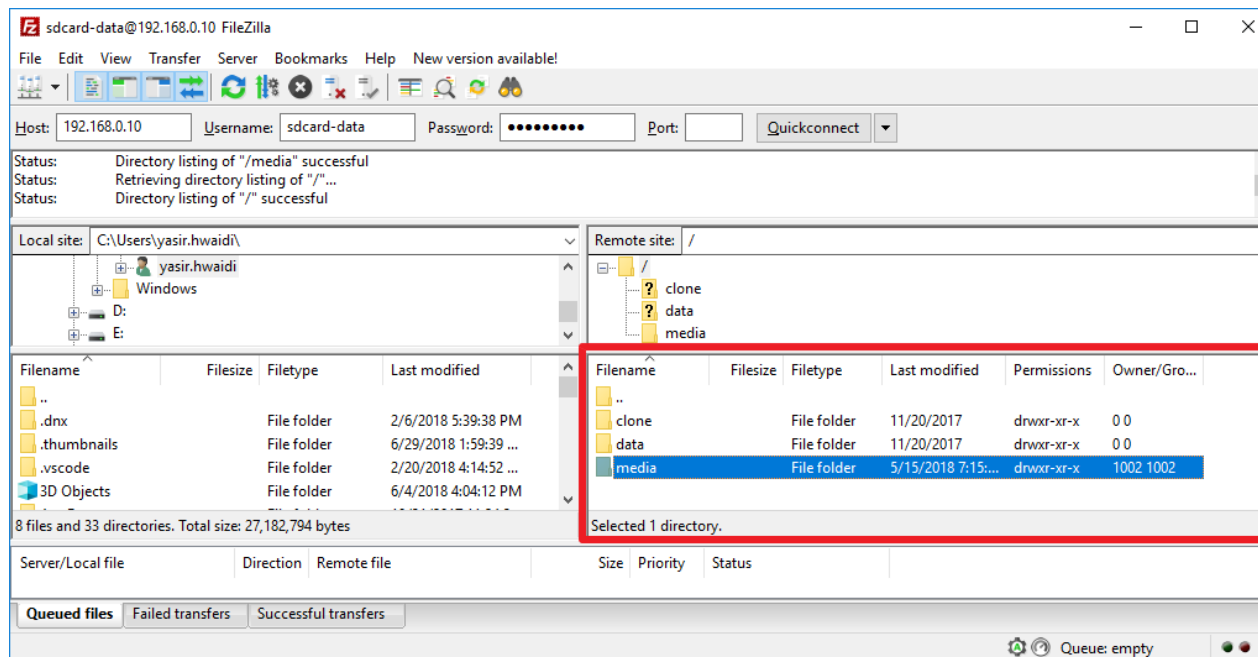 sdcard-data@192.168.0.10 FileZilla
File Edit View Transfer Server Bookmarks Help New version available!
Host: 192.168.0.10 Username: sdcard-data Password: ●●●●●●●●● Port: Quickconnect
Status: Directory listing of "/media" successful
Status: Retrieving directory listing of "/"...
Status: Directory listing of "/" successful
Local site: C:\Users\yasir.hwaidi\
yasir.hwaidi
Windows
D:
E:
Filename Filesize Filetype Last modified
..
.dnx File folder 2/6/2018 5:39:38 PM
.thumbnails File folder 6/29/2018 1:59:39 ...
.vscode File folder 2/20/2018 4:14:52 ...
3D Objects File folder 6/4/2018 4:04:12 PM
8 files and 33 directories. Total size: 27,182,794 bytes
Remote site: /
/
? clone
? data
media
Filename Filesize Filetype Last modified Permissions Owner/Gro...
..
clone File folder 11/20/2017 drwxr-xr-x 0 0
data File folder 11/20/2017 drwxr-xr-x 0 0
media File folder 5/15/2018 7:15:... drwxr-xr-x 1002 1002
Selected 1 directory.
Server/Local file Direction Remote file Size Priority Status
Queued files Failed transfers Successful transfers
Queue: empty